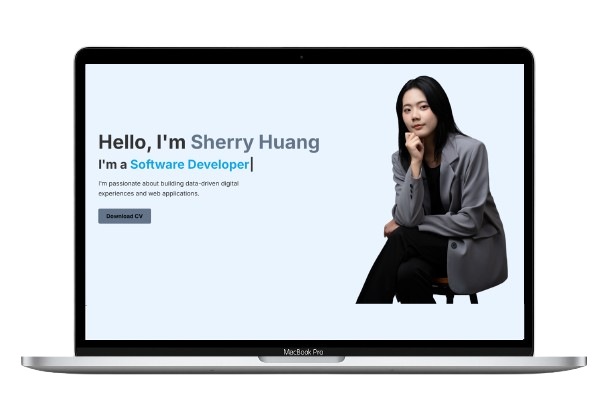 Hello, I'm Sherry Huang
I'm a Software Developer
I'm passionate about building data-driven digital
experiences and web applications.
Download CV
MacBook Pro